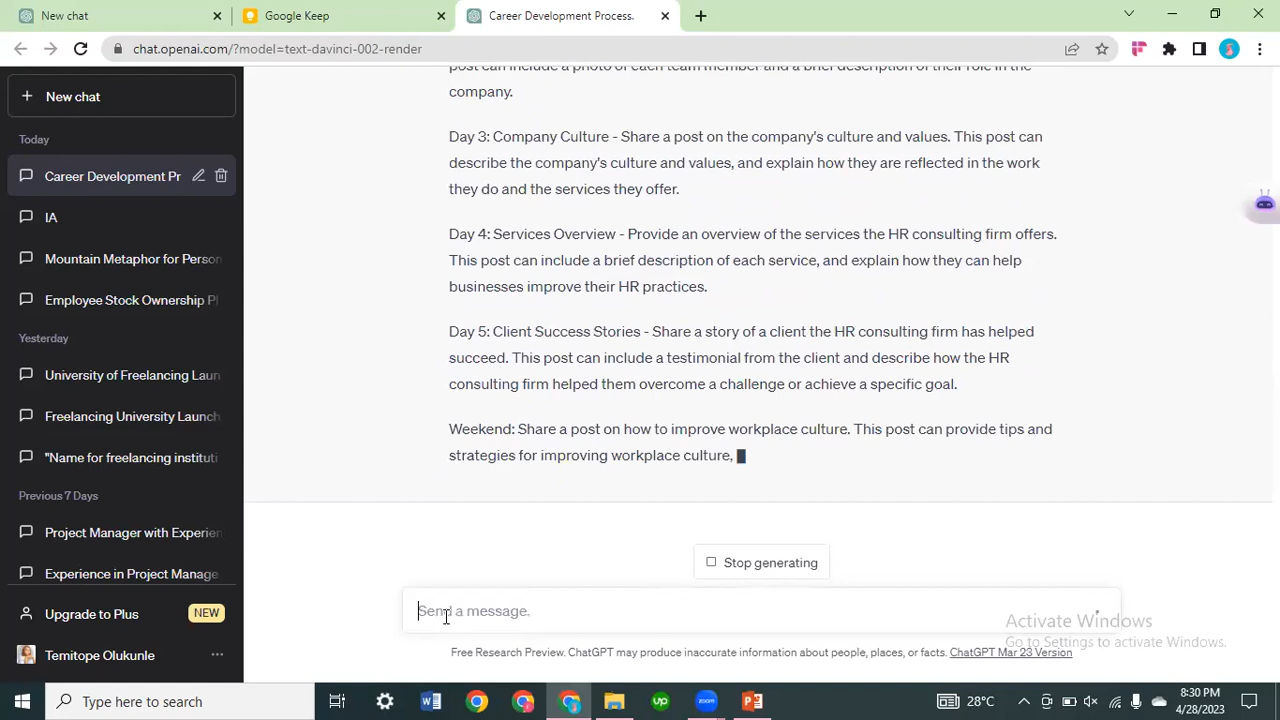 New chat
Google Keep
Career Development Process.
chat.openai.com/?model=text-davinci-002-render
New chat
Today
Career Development Pr
IA
Mountain Metaphor for Person
Employee Stock Ownership Pl
Yesterday
University of Freelancing Laun
Freelancing University Launch
"Name for freelancing instituti
Previous 7 Days
Project Manager with Experien
Experience in Project Manage
Upgrade to Plus
NEW
Temitope Olukunle
post can include a photo of each team member and a brief description of their role in the
company.
Day 3: Company Culture - Share a post on the company's culture and values. This post can
describe the company's culture and values, and explain how they are reflected in the work
they do and the services they offer.
Day 4: Services Overview - Provide an overview of the services the HR consulting firm offers.
This post can include a brief description of each service, and explain how they can help
businesses improve their HR practices.
Day 5: Client Success Stories - Share a story of a client the HR consulting firm has helped
succeed. This post can include a testimonial from the client and describe how the HR
consulting firm helped them overcome a challenge or achieve a specific goal.
Weekend: Share a post on how to improve workplace culture. This post can provide tips and
strategies for improving workplace culture,
Stop generating
Send a message.
Activate Windows
Go to Settings to activate Windows.
Free Research Preview. ChatGPT may produce inaccurate information about people, places, or facts. ChatGPT Mar 23 Version
Type here to search
W
up
zoom
P
28°C
8:30 PM
4/28/2023